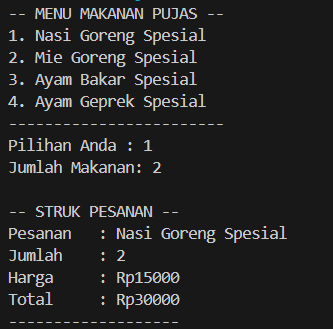 -- MENU MAKANAN PUJAS --
1. Nasi Goreng Spesial
2. Mie Goreng Spesial
3. Ayam Bakar Spesial
4. Ayam Geprek Spesial
------------------------
Pilihan Anda : 1
Jumlah Makanan: 2

-- STRUK PESANAN --
Pesanan   : Nasi Goreng Spesial
Jumlah    : 2
Harga     : Rp15000
Total     : Rp30000
-------------------